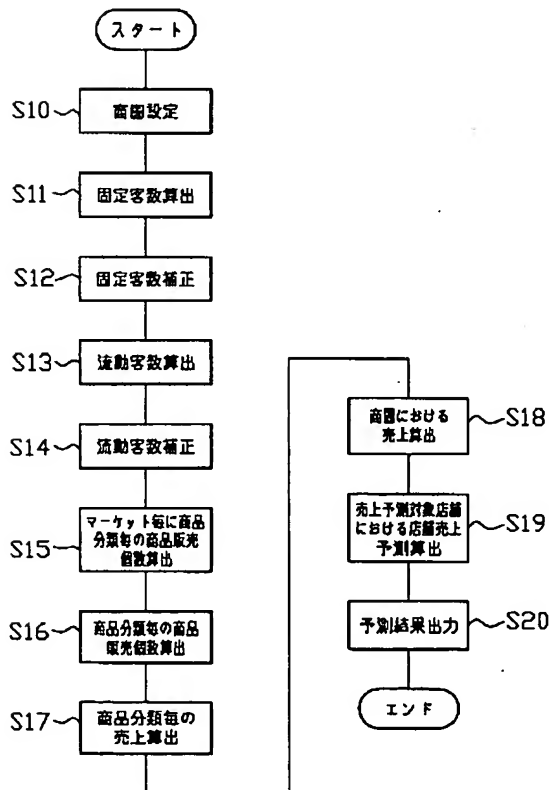 スタート
S10
商圏設定
S11
固定客数算出
S12
固定客数補正
S13
流動客数算出
S14
流動客数補正
S15
マーケット毎に商品
分類毎の商品販売
個数算出
S16
商品分類毎の商品
販売個数算出
S17
商品分類毎の
売上算出
商圏における
売上算出
S18
売上予測対象店舗
における店舗売上
予測算出
S19
予測結果出力
S20
エンド